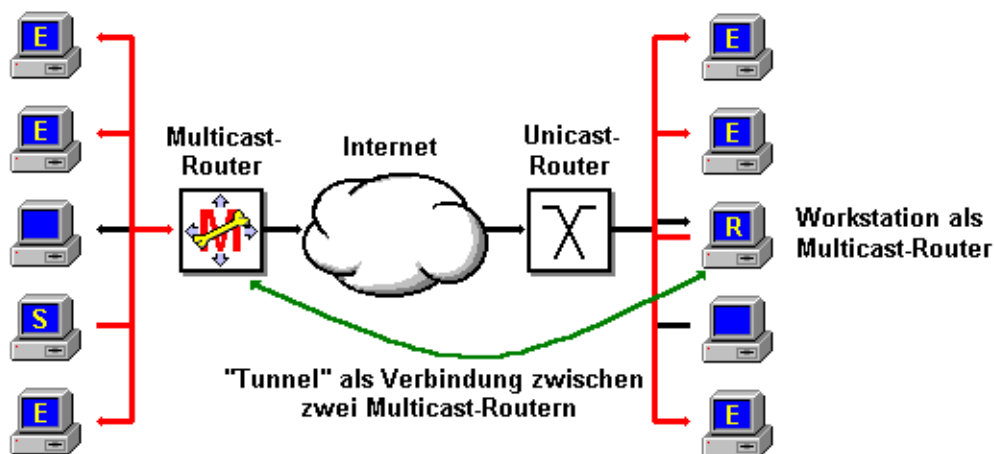 E
E
E
E
Multicast-
Router
Internet
Unicast-
Router
M
R
Workstation als
Multicast-Router
S
E
E
"Tunnel" als Verbindung zwischen
zwei Multicast-Routern